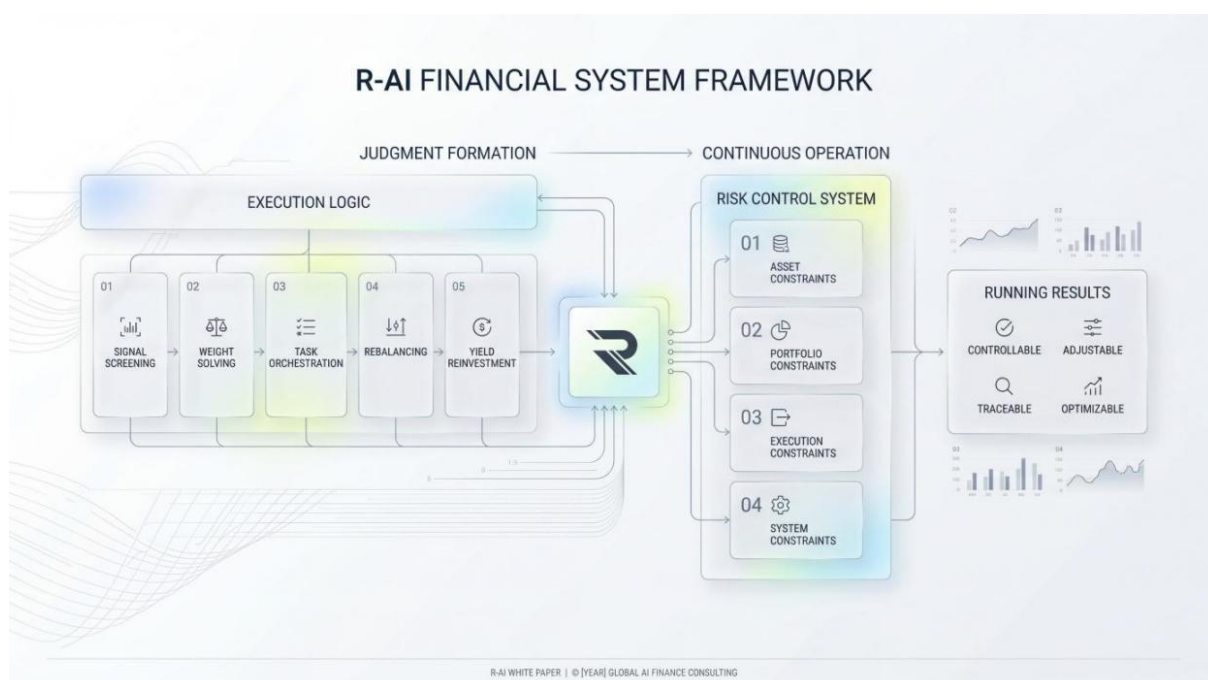 R-AI FINANCIAL SYSTEM FRAMEWORK
JUDGMENT FORMATION
CONTINUOUS OPERATION
EXECUTION LOGIC
01
SIGNAL
SCREENING
02
WEIGHT
SOLVING
03
TASK
ORCHESTRATION
04
REBALANCING
05
YIELD
REINVESTMENT
RISK CONTROL SYSTEM
01
ASSET
CONSTRAINTS
02
PORTFOLIO
CONSTRAINTS
03
EXECUTION
CONSTRAINTS
04
SYSTEM
CONSTRAINTS
RUNNING RESULTS
CONTROLLABLE
ADJUSTABLE
TRACEABLE
OPTIMIZABLE
R-AI WHITE PAPER | © [YEAR] GLOBAL AI FINANCE CONSULTING